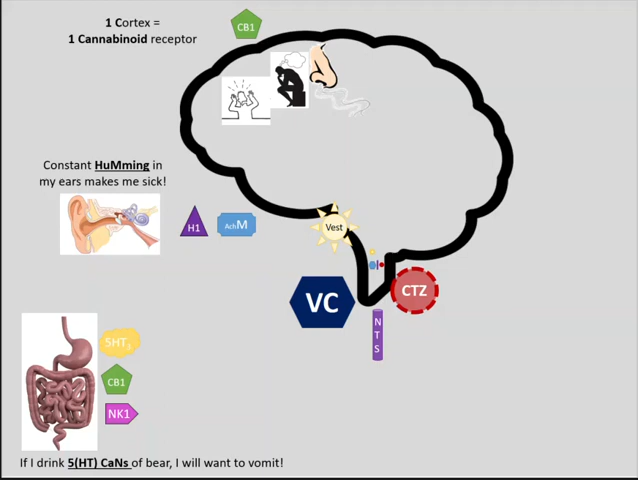 1 Cortex =
1 Cannabinoid receptor
CB1
Constant HuMming in
my ears makes me sick!
H1
AchM
Vest
VC
CTZ
N
T
S
5HT3
CB1
NK1
If I drink 5(HT) CaNs of bear, I will want to vomit!